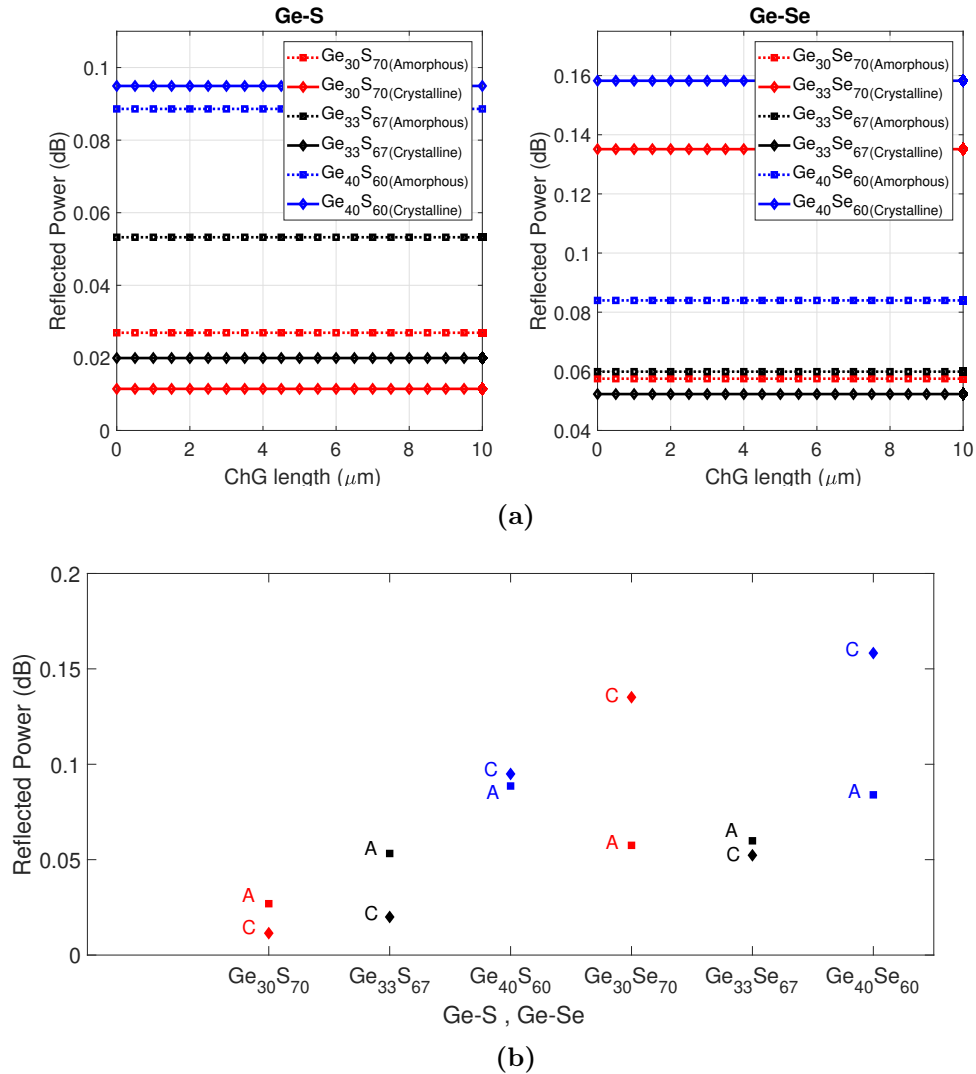 Ge-S
Reflected Power (dB)
0.1
0.08
0.06
0.04
0.02
0
Ge30S70(Amorphous)
Ge30S70(Crystalline)
Ge33S67(Amorphous)
Ge33S67(Crystalline)
Ge40S60(Amorphous)
Ge40S60(Crystalline)
0 2 4 6 8 10
ChG length (μm)
Ge-Se
Reflected Power (dB)
0.16
0.14
0.12
0.1
0.08
0.06
0.04
Ge30Se70(Amorphous)
Ge33Se70(Crystalline)
Ge33Se67(Amorphous)
Ge33Se67(Crystalline)
Ge40Se60(Amorphous)
Ge40Se60(Crystalline)
0 2 4 6 8 10
ChG length (μm)
(a)
Reflected Power (dB)
0.2
0.15
0.1
0.05
0
A
C
A
C
C
A
C
A
A
C
C
A
Ge30S70 Ge33S67 Ge40S60 Ge30Se70 Ge33Se67 Ge40Se60
Ge-S , Ge-Se
(b)